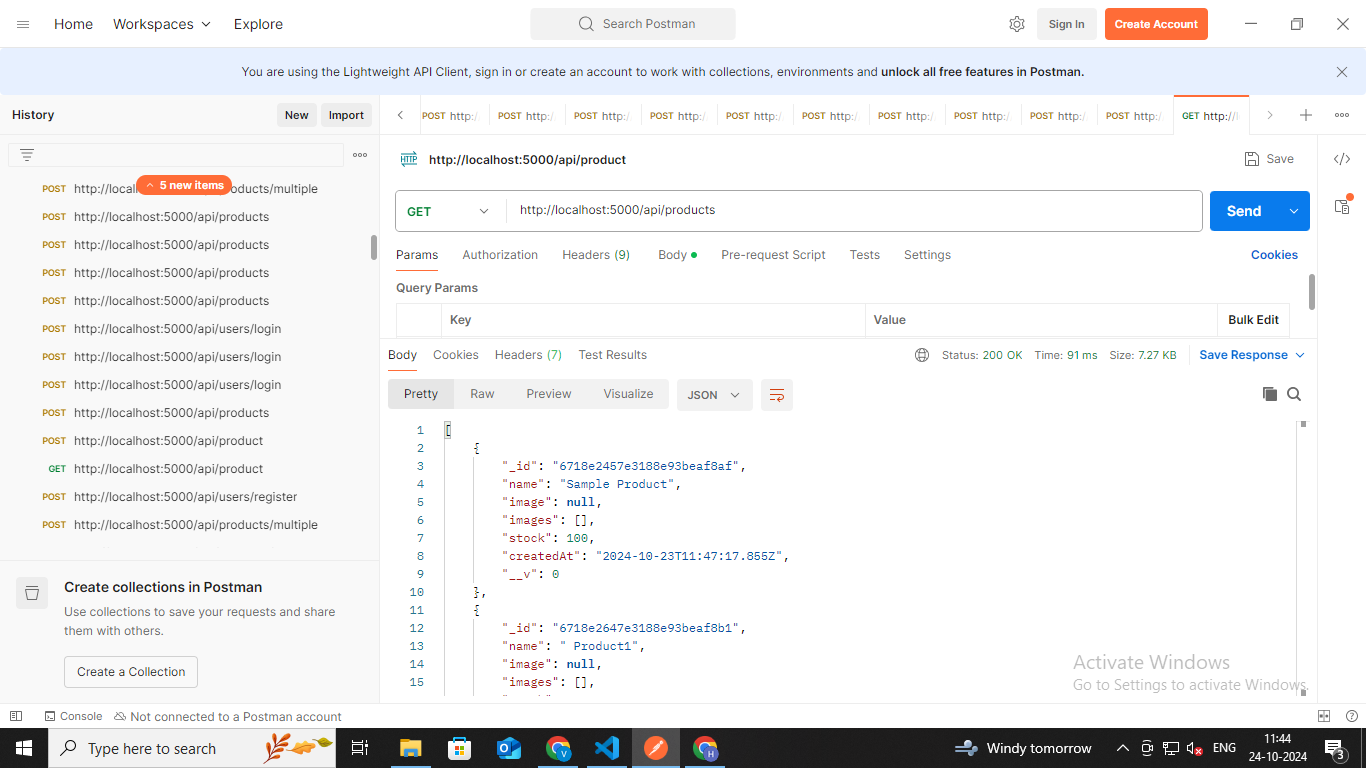 Home Workspaces Explore Search Postman Sign In Create Account
You are using the Lightweight API Client, sign in or create an account to work with collections, environments and unlock all free features in Postman.
History New Import
POST http:/ POST http:/ POST http:/ POST http:/ POST http:/ POST http:/ POST http:/ POST http:/ POST http:/ POST http:/ GET http://
http://localhost:5000/api/product Save
5 new items
POST oducts/multiple
POST http://localhost:5000/api/products
POST http://localhost:5000/api/products
POST http://localhost:5000/api/products
POST http://localhost:5000/api/products
POST http://localhost:5000/api/users/login
POST http://localhost:5000/api/users/login
POST http://localhost:5000/api/users/login
POST http://localhost:5000/api/products
POST http://localhost:5000/api/product
GET http://localhost:5000/api/product
POST http://localhost:5000/api/users/register
POST http://localhost:5000/api/products/multiple
Create collections in Postman
Use collections to save your requests and share
them with others.
Create a Collection
GET http://localhost:5000/api/products Send
Params Authorization Headers (9) Body Pre-request Script Tests Settings Cookies
Query Params
Key Value Bulk Edit
Body Cookies Headers (7) Test Results Status: 200 OK Time: 91 ms Size: 7.27 KB Save Response
Pretty Raw Preview Visualize JSON
1 [
2 {
3 "_id": "6718e2457e3188e93beaf8af",
4 "name": "Sample Product",
5 "image": null,
6 "images": [],
7 "stock": 100,
8 "createdAt": "2024-10-23T11:47:17.855Z",
9 "__v": 0
10 },
11 {
12 "_id": "6718e2647e3188e93beaf8b1",
13 "name": " Product1",
14 "image": null,
15 "images": [],
Activate Windows
Go to Settings to activate Windows.
Console Not connected to a Postman account
Type here to search Windy tomorrow ENG 11:44
24-10-2024 3